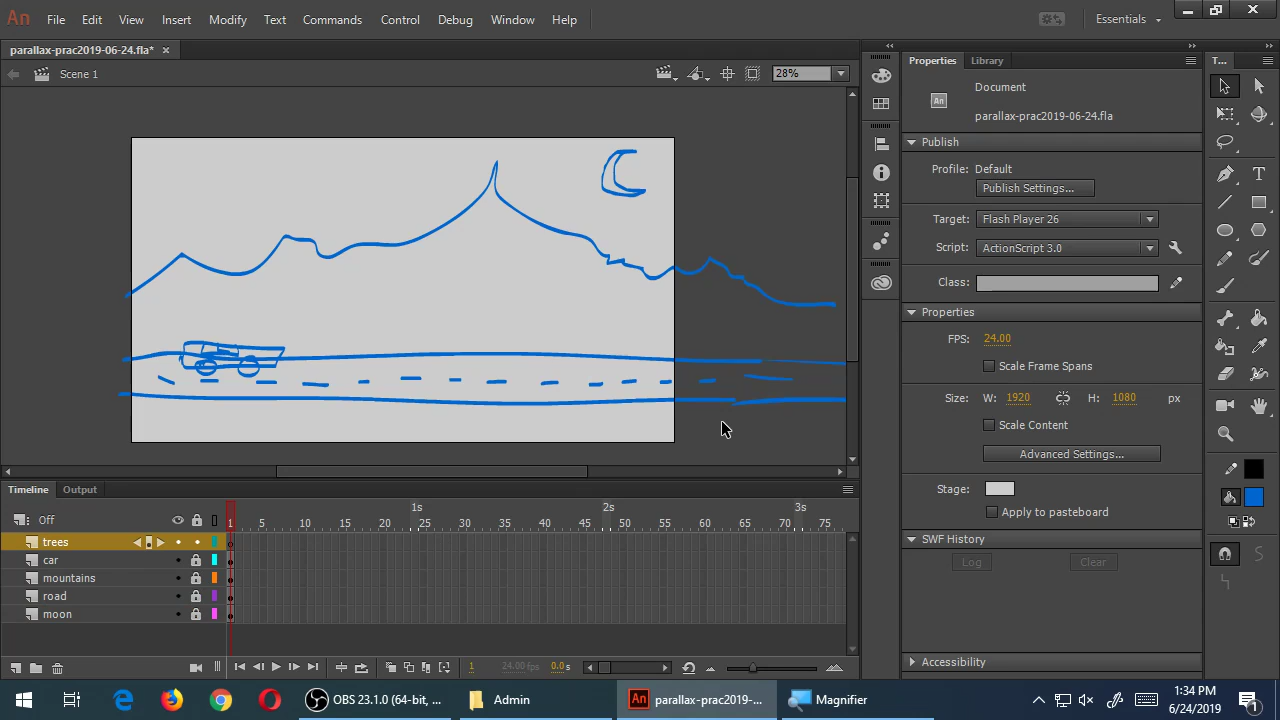 An File Edit View Insert Modify Text Commands Control Debug Window Help Essentials
parallax-prac2019-06-24.fla* ×
Scene 1 28%
Properties Library T...
Document
An parallax-prac2019-06-24.fla
Publish
Profile: Default
Publish Settings...
Target: Flash Player 26
Script: ActionScript 3.0
Class:
Properties
FPS: 24.00
Scale Frame Spans
Size: W: 1920 H: 1080 px
Scale Content
Advanced Settings...
Stage:
Apply to pasteboard
SWF History
Log Clear
Accessibility
Timeline Output
Off 1s 2s 3s
1 5 10 15 20 25 30 35 40 45 50 55 60 65 70 75
trees
car
mountains
road
moon
1 24.00 fps 0.0 s
OBS 23.1.0 (64-bit, ... Admin An parallax-prac2019-... Magnifier
1:34 PM
6/24/2019
1